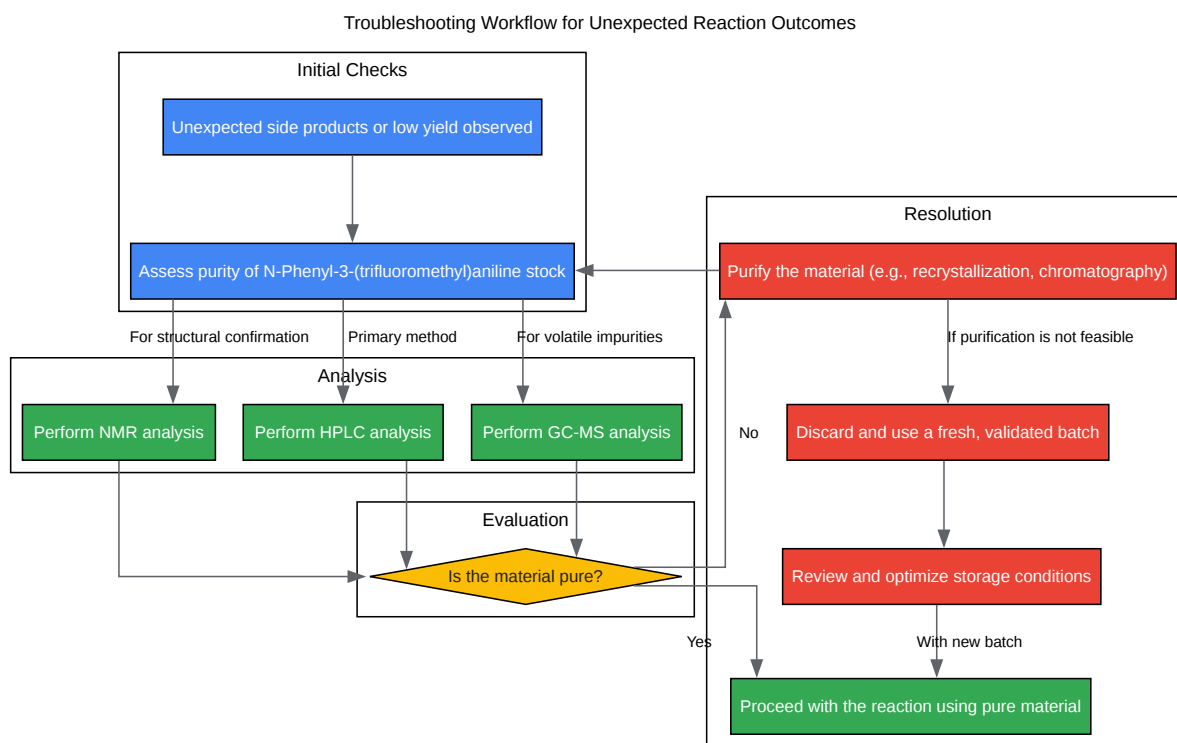 Troubleshooting Workflow for Unexpected Reaction Outcomes
Initial Checks
Unexpected side products or low yield observed
Assess purity of N-Phenyl-3-(trifluoromethyl)aniline stock
For structural confirmation
Primary method
For volatile impurities
Analysis
Perform NMR analysis
Perform HPLC analysis
Perform GC-MS analysis
Evaluation
Is the material pure?
No
Yes
Resolution
Purify the material (e.g., recrystallization, chromatography)
If purification is not feasible
Discard and use a fresh, validated batch
Review and optimize storage conditions
With new batch
Proceed with the reaction using pure material